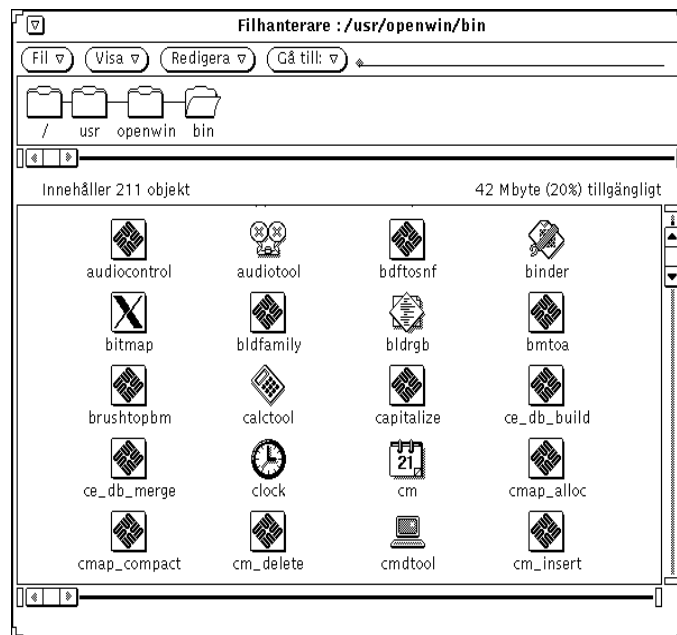 Filhanterare : /usr/openwin/bin
Fil Visa Redigera Gå till:
/ usr openwin bin
Innehåller 211 objekt 42 Mbyte (20%) tillgängligt
audiocontrol audiotool bdftosnf binder
bitmap bldfamily bldrgb bmtoa
brushtopbm calctool capitalize ce_db_build
21
ce_db_merge clock cm cmap_alloc
cmap_compact cm_delete cmdtool cm_insert